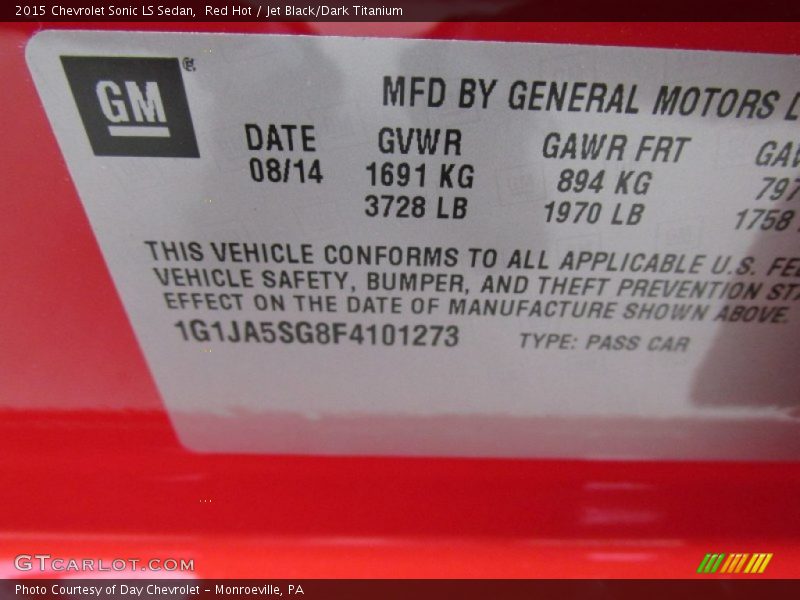 2015 Chevrolet Sonic LS Sedan, Red Hot / Jet Black/Dark Titanium
GM
MFD BY GENERAL MOTORS
DATE GVWR GAWR FRT
08/14 1691 KG 894 KG 797
3728 LB 1970 LB 1758
THIS VEHICLE CONFORMS TO ALL APPLICABLE U.S.
VEHICLE SAFETY, BUMPER, AND THEFT PREVENTION
EFFECT ON THE DATE OF MANUFACTURE SHOWN ABOVE.
1G1JA5SG8F4101273 TYPE: PASS CAR
GTCARLOT.COM
Photo Courtesy of Day Chevrolet - Monroeville, PA